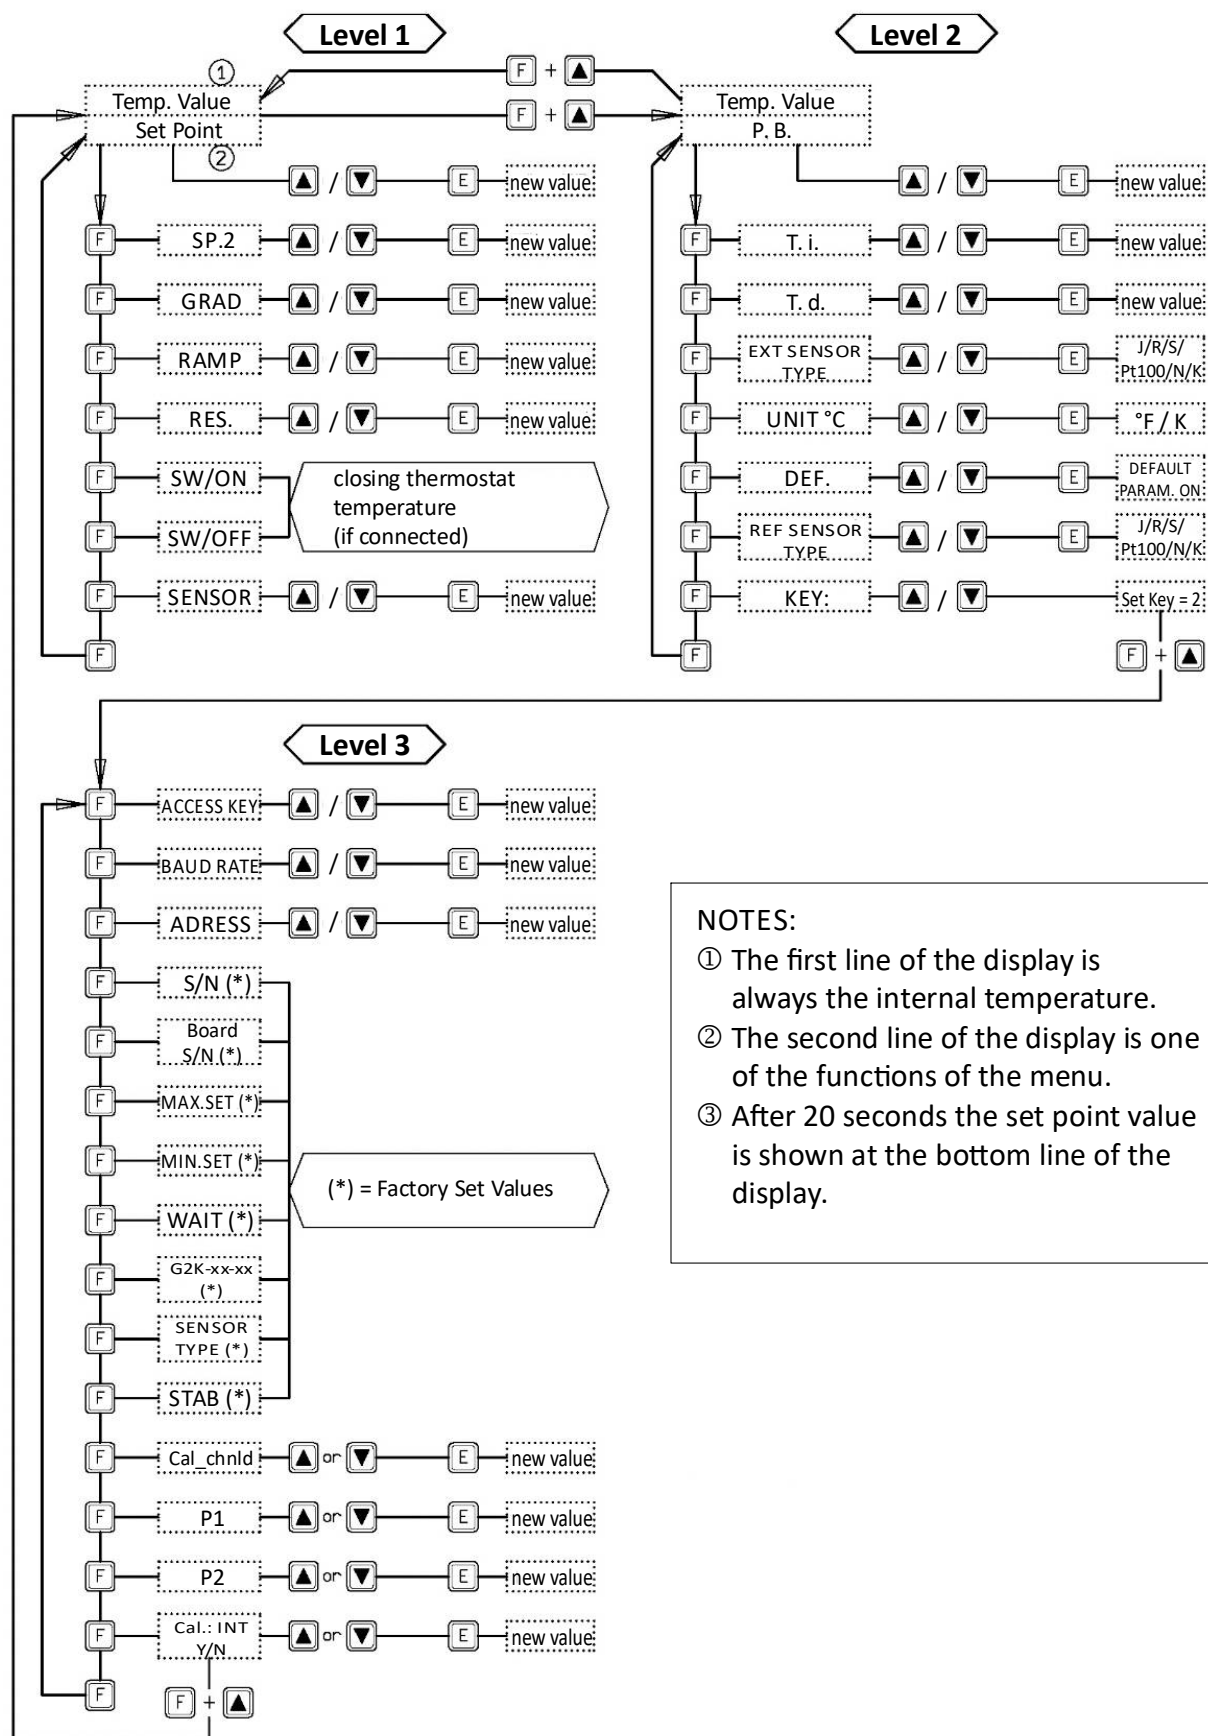 Level 1
Level 2
① F + ▲
Temp. Value F + ▲ Temp. Value
Set Point P. B.
②
▲ / ▼ E new value ▲ / ▼ E new value
F SP.2 ▲ / ▼ E new value F T. i. ▲ / ▼ E new value
F GRAD ▲ / ▼ E new value F T. d. ▲ / ▼ E new value
F RAMP ▲ / ▼ E new value F EXT SENSOR TYPE ▲ / ▼ E J/R/S/ Pt100/N/K
F RES. ▲ / ▼ E new value F UNIT °C ▲ / ▼ E °F / K
F SW/ON closing thermostat F DEF. ▲ / ▼ E DEFAULT PARAM. ON
temperature
F SW/OFF (if connected) F REF SENSOR TYPE ▲ / ▼ E J/R/S/ Pt100/N/K
F SENSOR ▲ / ▼ E new value F KEY: ▲ / ▼ Set Key = 2
F F F + ▲
Level 3
F ACCESS KEY ▲ / ▼ E new value
F BAUD RATE ▲ / ▼ E new value
F ADRESS ▲ / ▼ E new value
F S/N (*)
F Board
S/N (*)
F MAX.SET (*)
F MIN.SET (*)
(*) = Factory Set Values
F WAIT (*)
F G2K-xx-xx
(*)
F SENSOR
TYPE (*)
F STAB (*)
F Cal_chnld ▲ or ▼ E new value
F P1 ▲ or ▼ E new value
F P2 ▲ or ▼ E new value
F Cal.: INT
Y/N ▲ or ▼ E new value
F F + ▲
NOTES:
① The first line of the display is
always the internal temperature.
② The second line of the display is one
of the functions of the menu.
③ After 20 seconds the set point value
is shown at the bottom line of the
display.